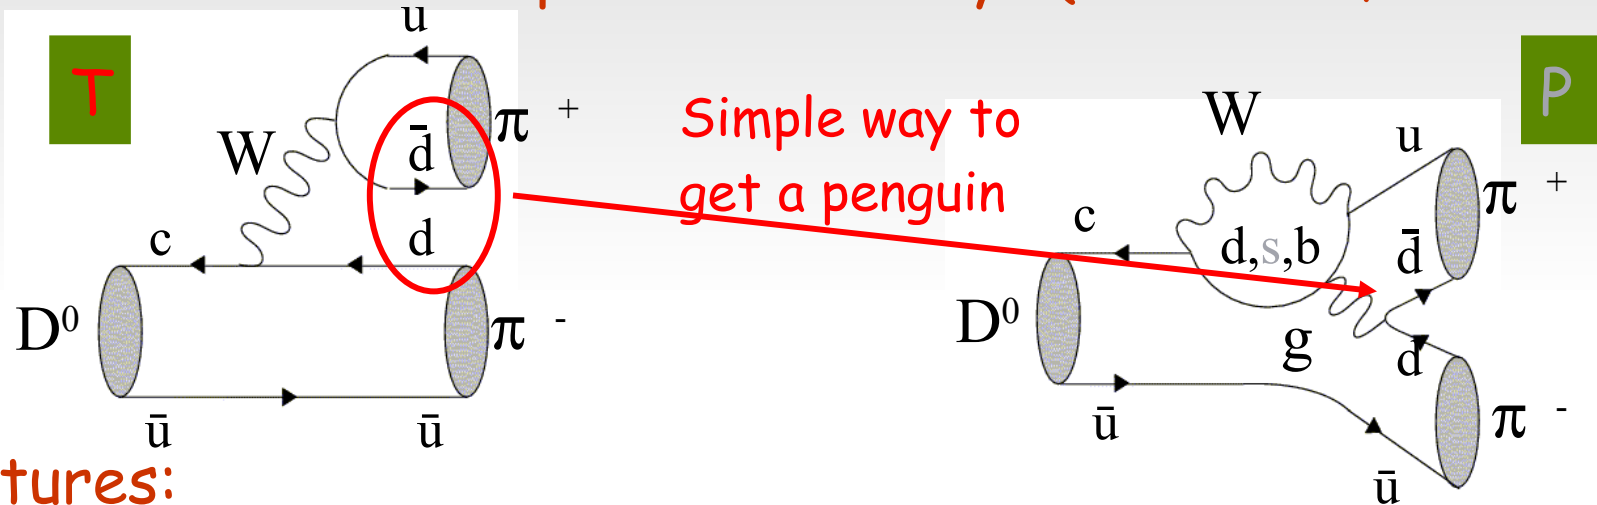 T
u
π +
d̄
W
c
d
D⁰
π -
ū
ū
Simple way to
get a penguin
P
W
u
π +
c
d,s,b
d̄
D⁰
g
d
π -
ū
ū
tures: